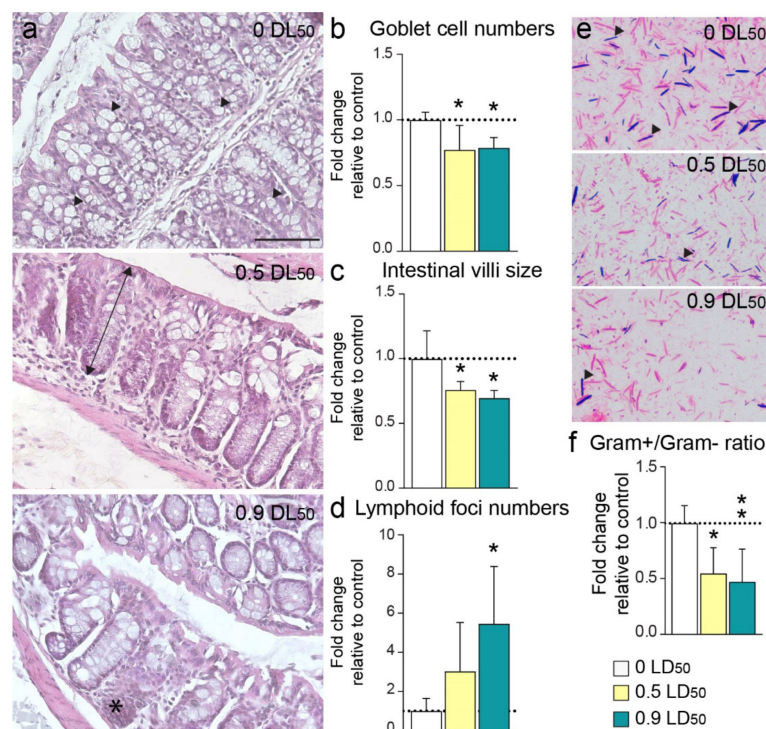 a
0 DL50
0.5 DL50
0.9 DL50
*
b
Goblet cell numbers
Fold change
relative to control
1.5
1.0
0.5
0.0
* *
c
Intestinal villi size
Fold change
relative to control
1.5
1.0
0.5
0.0
* *
d
Lymphoid foci numbers
Fold change
relative to control
10
8
6
4
2
0
*
e
0 DL50
0.5 DL50
0.9 DL50
f
Gram+/Gram- ratio
Fold change
relative to control
1.5
1.0
0.5
0.0
* **
0 LD50
0.5 LD50
0.9 LD50